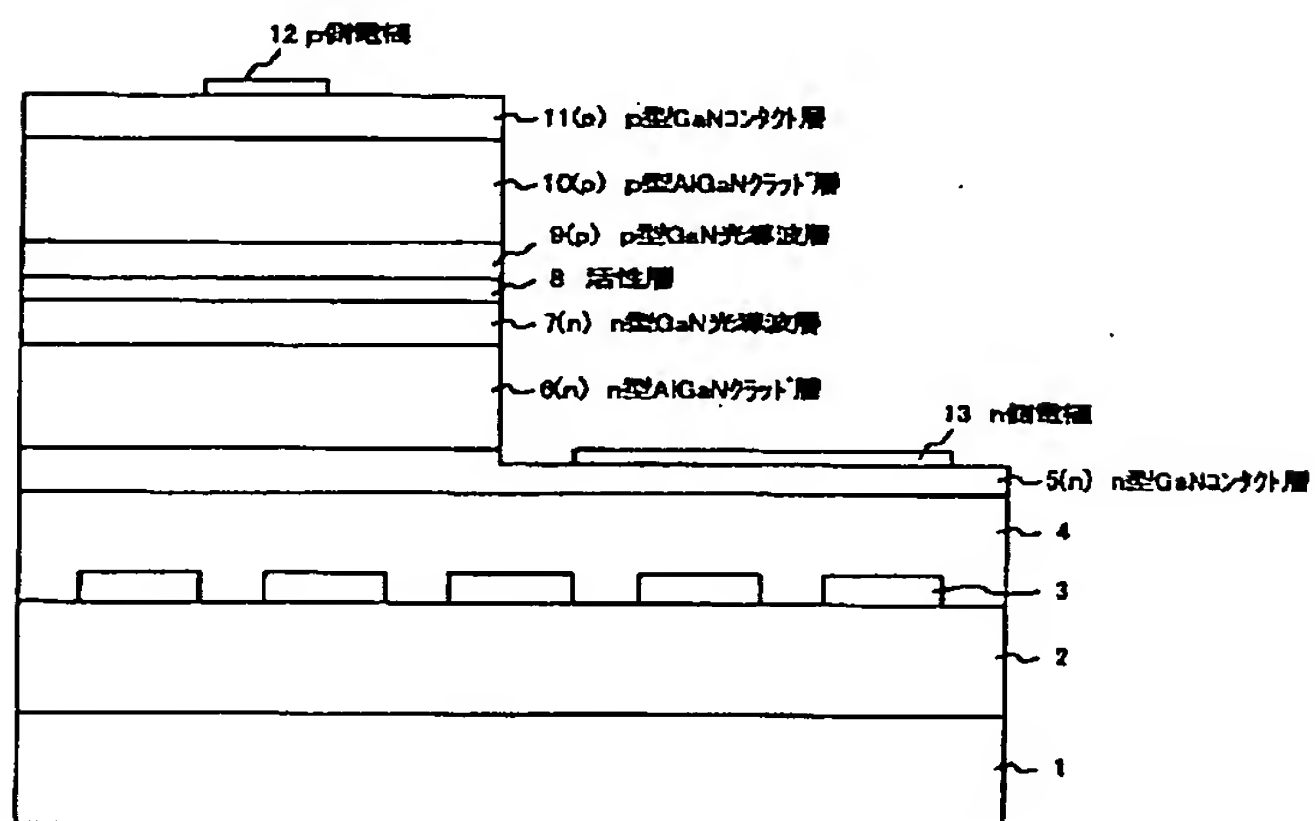 12 p側電極
11(p) p型GaNコンタクト層
10(p) p型AlGaNクラッド層
9(p) p型GaN光導波層
8 活性層
7(n) n型GaN光導波層
6(n) n型AlGaNクラッド層
13 n側電極
5(n) n型GaNコンタクト層
4
3
2
1